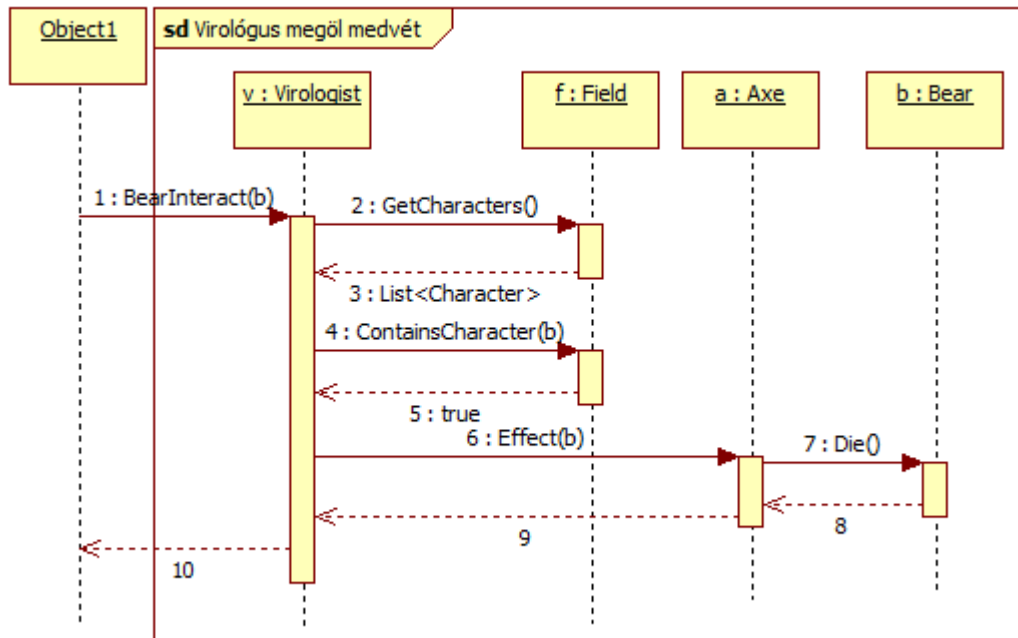 Object1
sd Virológus megöl medvét
v : Virologist
f : Field
a : Axe
b : Bear
1 : BearInteract(b)
2 : GetCharacters()
3 : List<Character>
4 : ContainsCharacter(b)
5 : true
6 : Effect(b)
7 : Die()
8
9
10